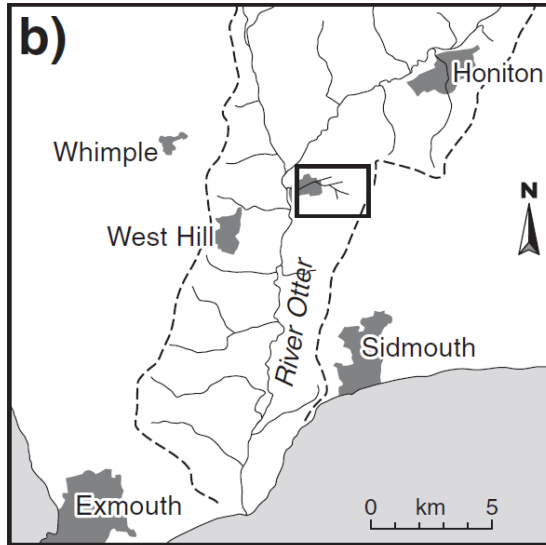 b)
Honiton
Whimple
N
West Hill
River Otter
Sidmouth
Exmouth
0 km 5